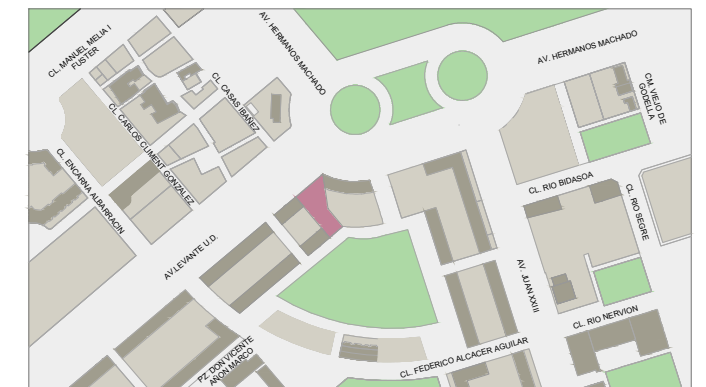 CL. MANUEL MELIA I
FUSTER
AV. HERMANOS MACHADO
AV. HERMANOS MACHADO
CL. CASAS IBAÑEZ
CM. VIEJO DE
GODELLA
CL. CARLOS CLIMENT GONZALEZ
CL. ENCARNA ALBARRACIN
CL. RIO BIDASOA
CL. RIO SEGRE
AV.LEVANTE U.D.
AV. JUAN XXIII
CL. RIO NERVION
PZ. DON VICENTE
AÑON MARCO
CL. FEDERICO ALCACER AGUILAR